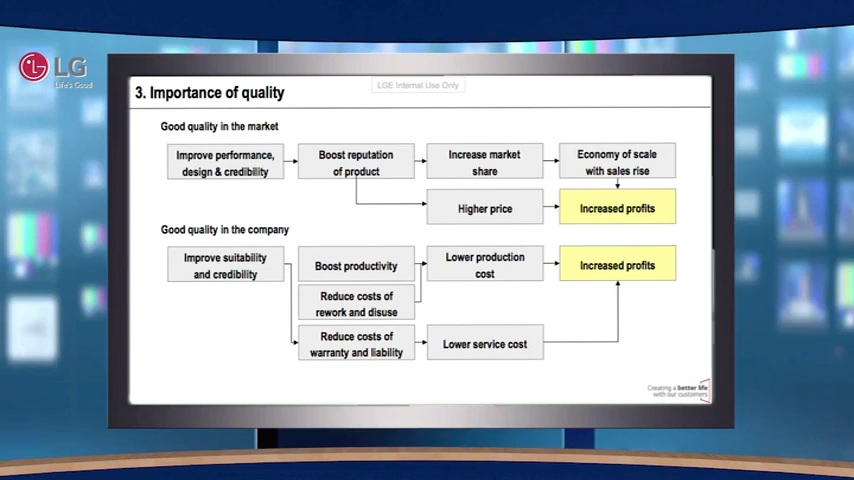 LG
Life's Good
LGE Internal Use Only
3. Importance of quality
Good quality in the market
Improve performance,
design & credibility
Boost reputation
of product
Increase market
share
Economy of scale
with sales rise
Higher price
Increased profits
Good quality in the company
Improve suitability
and credibility
Boost productivity
Lower production
cost
Increased profits
Reduce costs of
rework and disuse
Reduce costs of
warranty and liability
Lower service cost
Creating a better life
with our customers